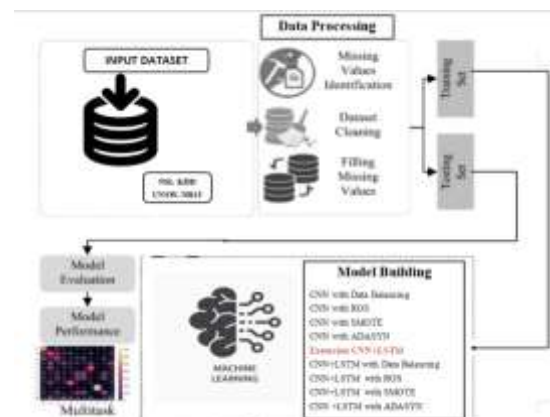 Data Processing
INPUT DATASET
Missing
Values
Identification
Dataset
Cleaning
Filling
Missing
Values
NSL KDD
Training
Set
Testing
Set
Model
Evaluation
Model
Performance
Multitask
MACHINE
LEARNING
Model Building
CNN with Data Balancing
CNN with ROS
CNN with SMOTE
CNN with ADASYN
Extension CNN+LSTM
CNN+LSTM with Data Balancing
CNN+LSTM with ROS
CNN+LSTM with SMOTE
CNN +LSTM with ADASYN